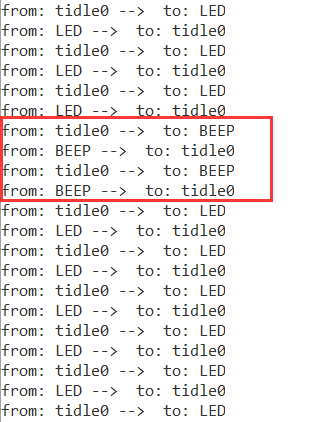 from: tidle0 -->  to: LED
from: LED -->  to: tidle0
from: tidle0 -->  to: LED
from: LED -->  to: tidle0
from: tidle0 -->  to: LED
from: LED -->  to: tidle0
from: tidle0 -->  to: BEEP
from: BEEP -->  to: tidle0
from: tidle0 -->  to: BEEP
from: BEEP -->  to: tidle0
from: tidle0 -->  to: LED
from: LED -->  to: tidle0
from: tidle0 -->  to: LED
from: LED -->  to: tidle0
from: tidle0 -->  to: LED
from: LED -->  to: tidle0
from: tidle0 -->  to: LED
from: LED -->  to: tidle0
from: tidle0 -->  to: LED
from: LED -->  to: tidle0
from: tidle0 -->  to: LED